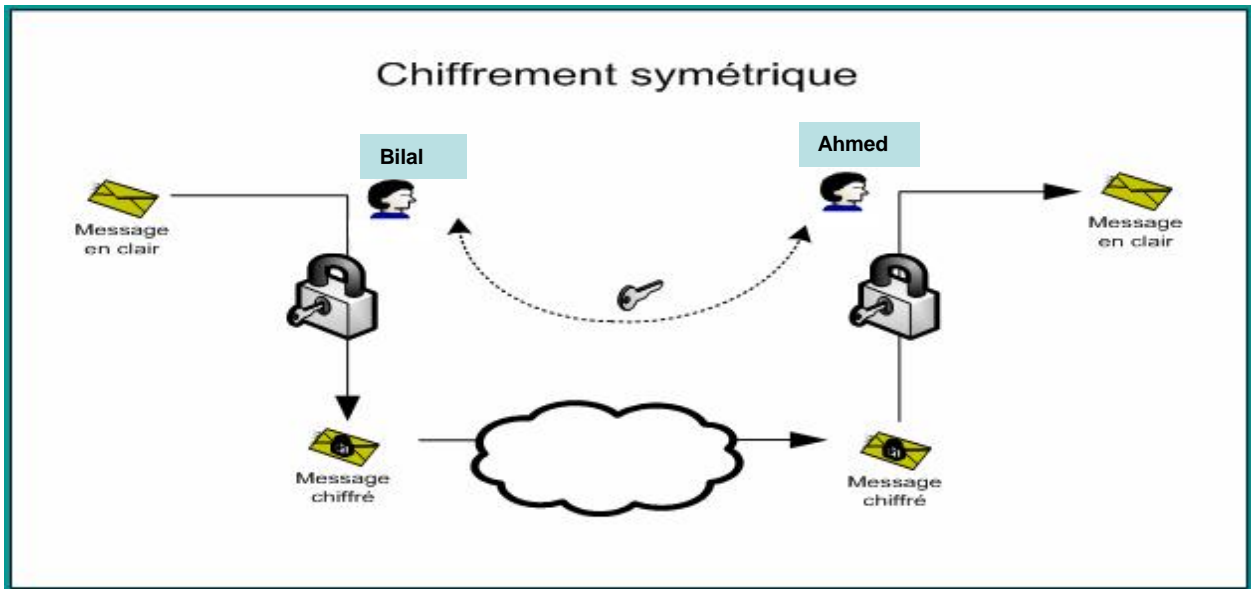 Chiffrement symétrique
Bilal
Ahmed
Message
en clair
Message
en clair
Message
chiffré
Message
chiffré